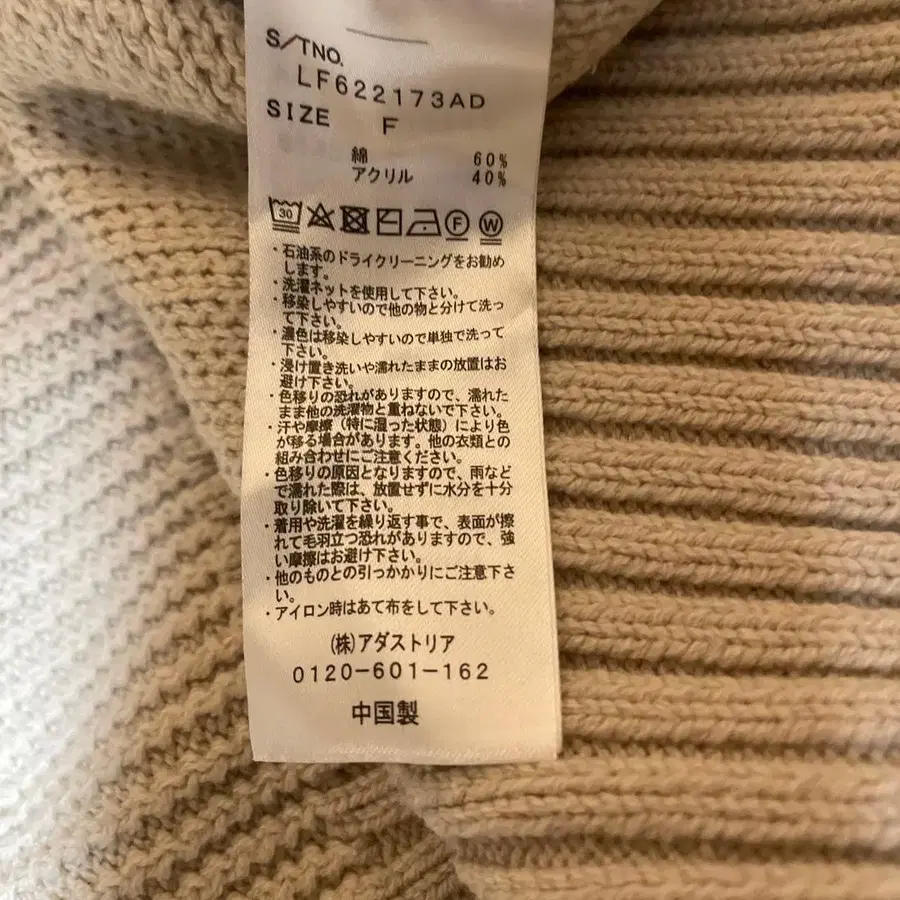 S/TNO.
LF622173AD
SIZE F
綿 60%
アクリル 40%
30
F W
・石油系のドライクリーニングをお勧め
します。
・洗濯ネットを使用して下さい。
・移染しやすいので他の物と分けて洗っ
て下さい。
・濃色は移染しやすいので単独で洗って
下さい。
・浸け置き洗いや濡れたままの放置はお
避け下さい。
・色移りの恐れがありますので、濡れた
まま他の洗濯物と重ねないで下さい。
・汗や摩擦（特に湿った状態）により色
が移る場合があります。他の衣類との
組み合わせにご注意ください。
・色移りの原因となりますので、雨など
で濡れた際は、放置せずに水分を十分
取り除いて下さい。
・着用や洗濯を繰り返す事で、表面が擦
れて毛羽立つ恐れがありますので、強
い摩擦はお避け下さい。
・他のものとの引っかかりにご注意下さ
い。
・アイロン時はあて布をして下さい。
(株)アダストリア
0120-601-162
中国製